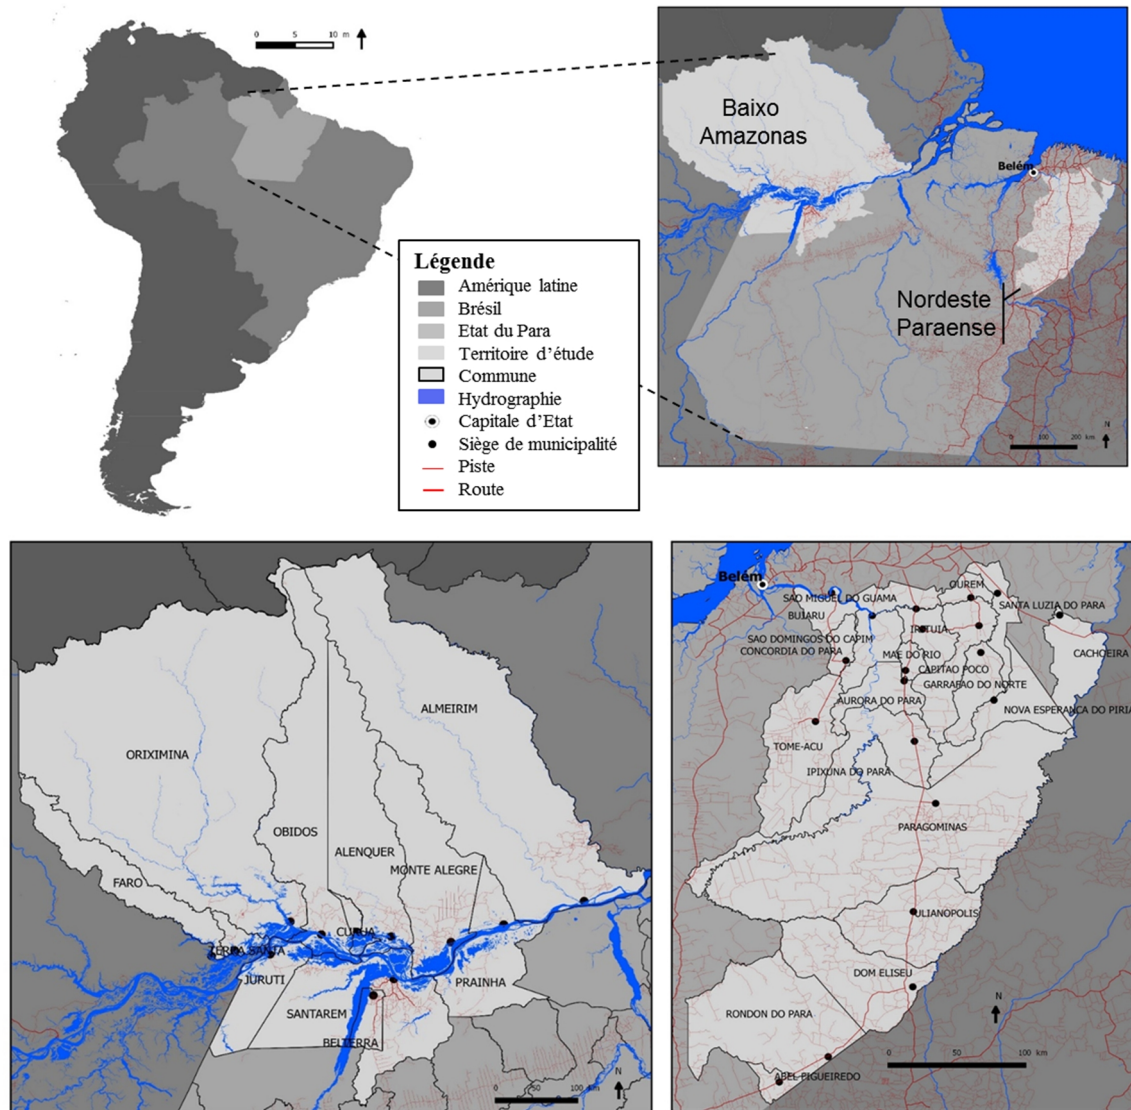 0 5 10 m
Légende
Amérique latine
Brésil
Etat du Para
Territoire d'étude
Commune
Hydrographie
Capitale d'Etat
Siège de municipalité
Piste
Route
Baixo
Amazonas
Belém
Nordeste
Paraense
N
0 100 200 km
ORIXIMINA
ALMEIRIM
OBIDOS
ALENQUER
MONTE ALEGRE
FARO
CURUA
TERRA SANTA
JURUTI
PRAINHA
SANTAREM
BELTERRA
N
0 50 100 km
Belém
OUREM
SAO MIGUEL DO GUAMA
SANTA LUZIA DO PARA
BUJARU
IRITUIA
SAO DOMINGOS DO CAPIM
CONCORDIA DO PARA
MAE DO RIO
CACHOEIRA
CAPITAO POCO
GARRAFAO DO NORTE
AURORA DO PARA
NOVA ESPERANÇA DO PIRIA
TOME-ACU
IPIXUNA DO PARA
PARAGOMINAS
ULIANOPOLIS
DOM ELISEU
RONDON DO PARA
N
0 50 100 km
ABEL FIGUEIREDO